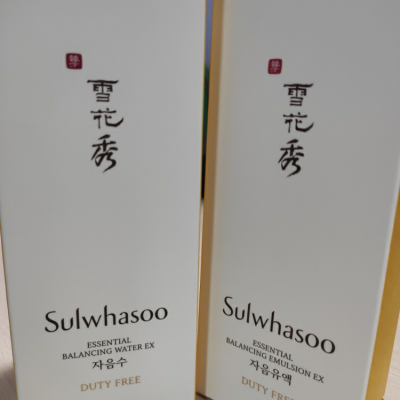 雪花秀
Sulwhasoo
ESSENTIAL
BALANCING WATER EX
자음수
DUTY FREE
雪花秀
Sulwhasoo
ESSENTIAL
BALANCING EMULSION EX
자음유액
DUTY FREE